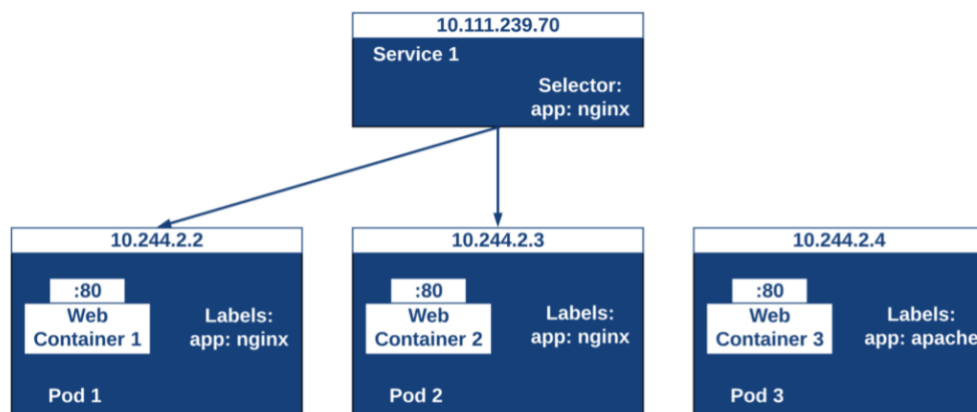 10.111.239.70
Service 1
Selector:
app: nginx
10.244.2.2
:80
Web
Container 1
Labels:
app: nginx
Pod 1
10.244.2.3
:80
Web
Container 2
Labels:
app: nginx
Pod 2
10.244.2.4
:80
Web
Container 3
Labels:
app: apache
Pod 3